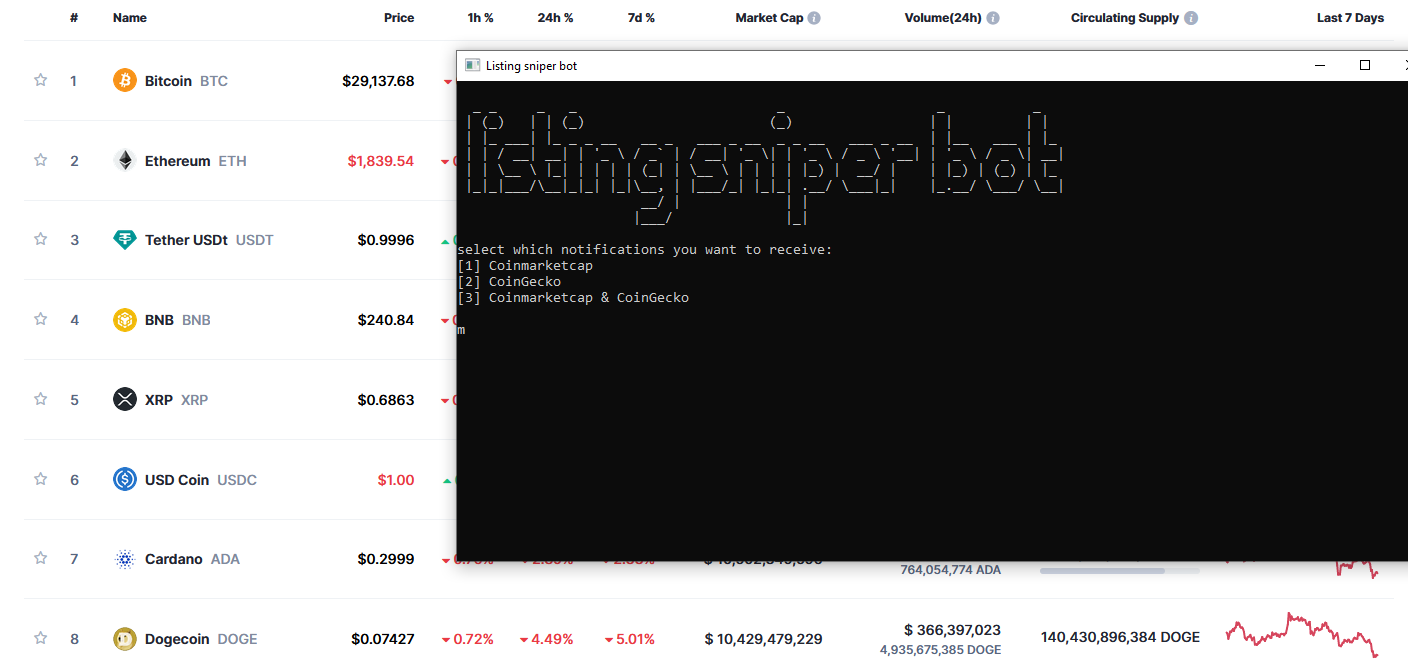 # Name Price 1h % 24h % 7d % Market Cap Volume(24h) Circulating Supply Last 7 Days
1 Bitcoin BTC $29,137.68
2 Ethereum ETH $1,839.54
3 Tether USDt USDT $0.9996
4 BNB BNB $240.84
5 XRP XRP $0.6863
6 USD Coin USDC $1.00
7 Cardano ADA $0.2999
764,054,774 ADA
8 Dogecoin DOGE $0.07427 0.72% 4.49% 5.01% $ 10,429,479,229 $ 366,397,023 140,430,896,384 DOGE
4,935,675,385 DOGE
Listing sniper bot
listing sniper bot
select which notifications you want to receive:
[1] Coinmarketcap
[2] CoinGecko
[3] Coinmarketcap & CoinGecko
m